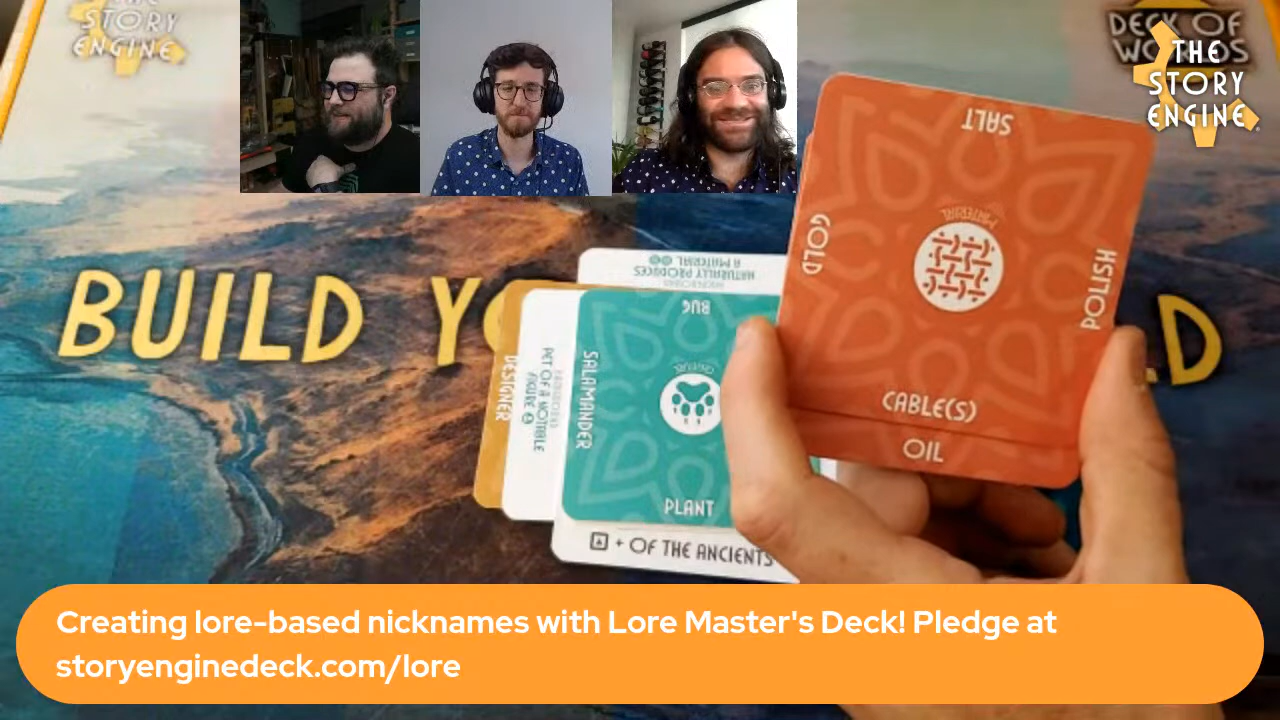 THE
STORY
ENGINE
DECK OF
WORLDS
THE
STORY
ENGINE
BUILD
SALT
MATERIAL
GOLD
POLISH
CABLE(S)
OIL
NATURALLY PRODUCES
A MATERIAL
BUG
CREATURE
SALAMANDER
PLANT
DESIGNER
PET OF A NOTABLE
FIGURE
+ OF THE ANCIENTS
Creating lore-based nicknames with Lore Master's Deck! Pledge at
storyenginedeck.com/lore